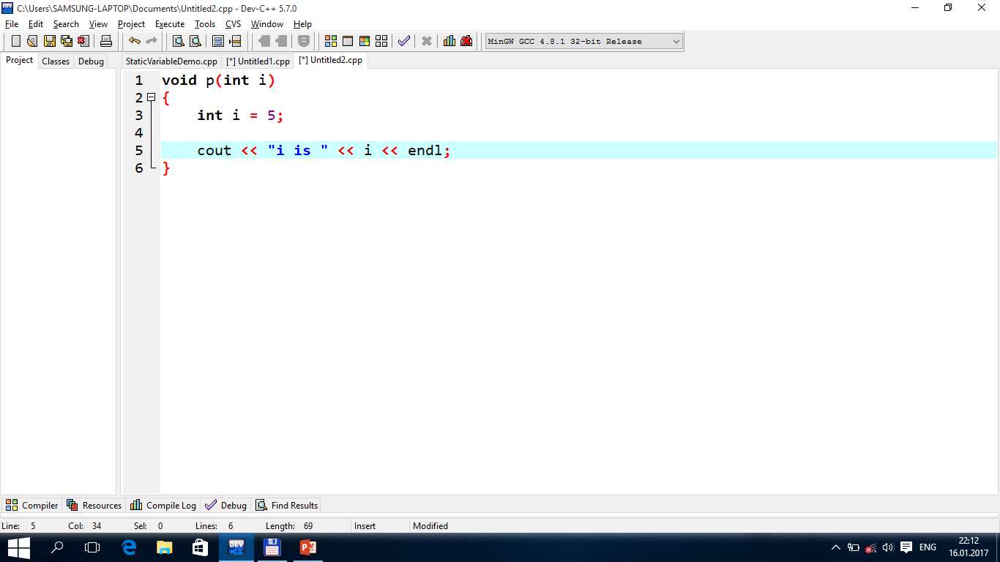 C:\Users\SAMSUNG-LAPTOP\Documents\Untitled2.cpp - Dev-C++ 5.7.0
File Edit Search View Project Execute Tools CVS Window Help
MinGW GCC 4.8.1 32-bit Release
Project Classes Debug StaticVariableDemo.cpp [*] Untitled1.cpp [*] Untitled2.cpp
1 void p(int i)
2 {
3     int i = 5;
4
5     cout << "i is " << i << endl;
6 }
Compiler Resources Compile Log Debug Find Results
Line: 5 Col: 34 Sel: 0 Lines: 6 Length: 69 Insert Modified
DEV C++ P ENG 22:12
16.01.2017